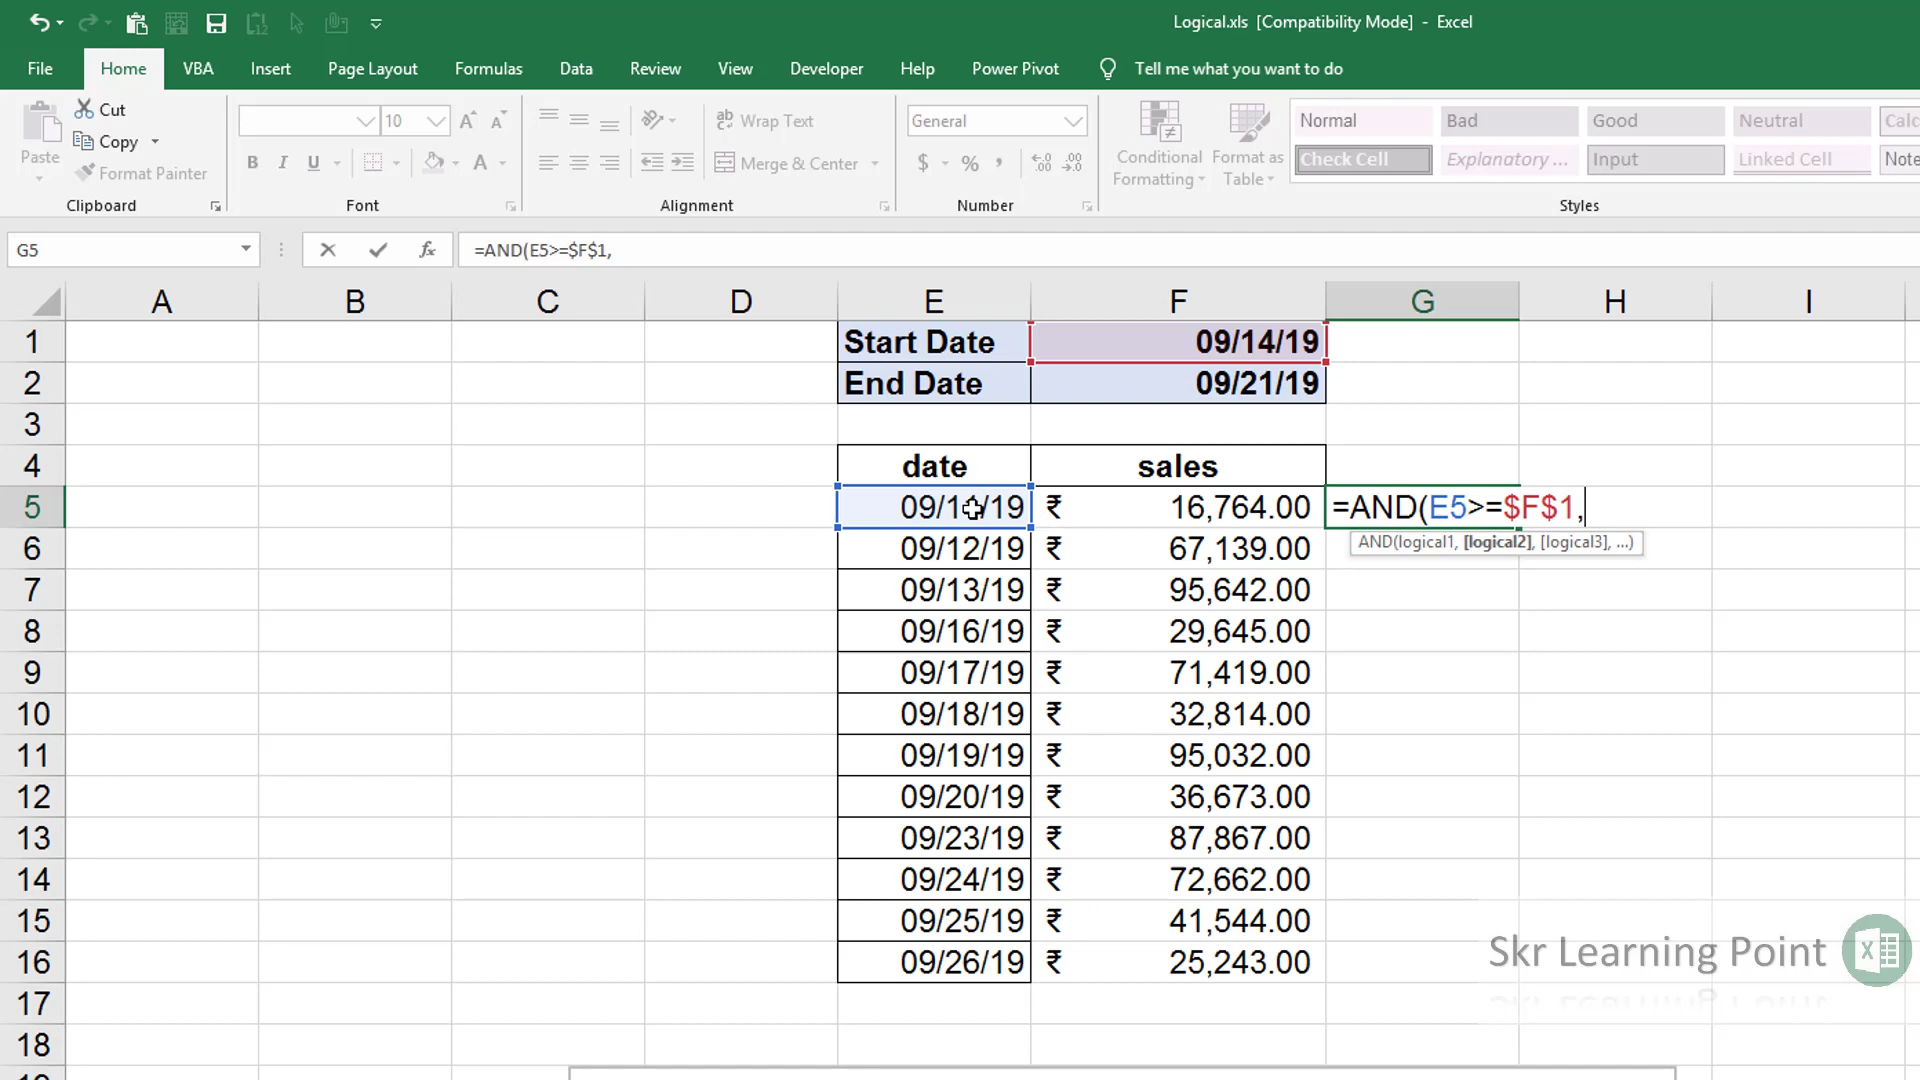 Logical.xls [Compatibility Mode] - Excel
File Home VBA Insert Page Layout Formulas Data Review View Developer Help Power Pivot Tell me what you want to do
Paste
Cut
Copy
Format Painter
Clipboard
10
B I U
A
Font
Wrap Text
Merge & Center
Alignment
General
$ % ,
Number
Conditional Formatting
Format as Table
Normal Bad Good Neutral Calc
Check Cell Explanatory ... Input Linked Cell Note
Styles
G5 fx =AND(E5>=$F$1,
A B C D E F G H I
1 Start Date 09/14/19
2 End Date 09/21/19
3
4 date sales
5 ₹ 16,764.00 =AND(E5>=$F$1,
AND(logical1, [logical2], [logical3], ...)
6 09/12/19 ₹ 67,139.00
7 09/13/19 ₹ 95,642.00
8 09/16/19 ₹ 29,645.00
9 09/17/19 ₹ 71,419.00
10 09/18/19 ₹ 32,814.00
11 09/19/19 ₹ 95,032.00
12 09/20/19 ₹ 36,673.00
13 09/23/19 ₹ 87,867.00
14 09/24/19 ₹ 72,662.00
15 09/25/19 ₹ 41,544.00
16 09/26/19 ₹ 25,243.00
17
18
Skr Learning Point